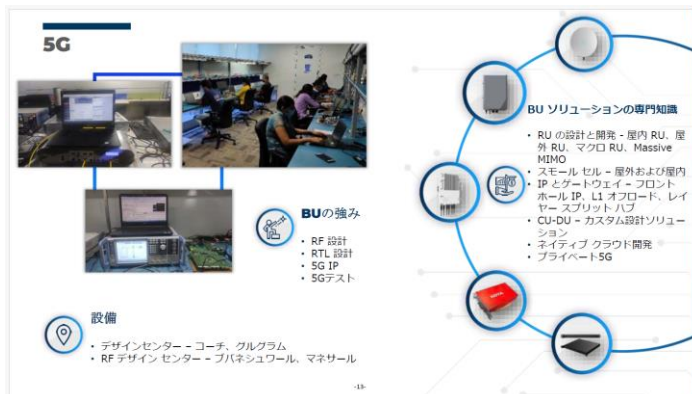 5G
BUの強み
• RF 設計
• RTL 設計
• 5G IP
• 5Gテスト
設備
• デザインセンター – コーチ、グルグラム
• RF デザイン センター – ブバネシュワール、マネサール
BU ソリューションの専門知識
• RU の設計と開発 - 屋内 RU、屋
外 RU、マクロ RU、Massive
MIMO
• スモール セル – 屋外および屋内
• IP とゲートウェイ – フロント
ホール IP、L1 オフロード、レイ
ヤー スプリット ハブ
• CU-DU – カスタム設計ソリュー
ション
• ネイティブ クラウド開発
• プライベート5G
-13-